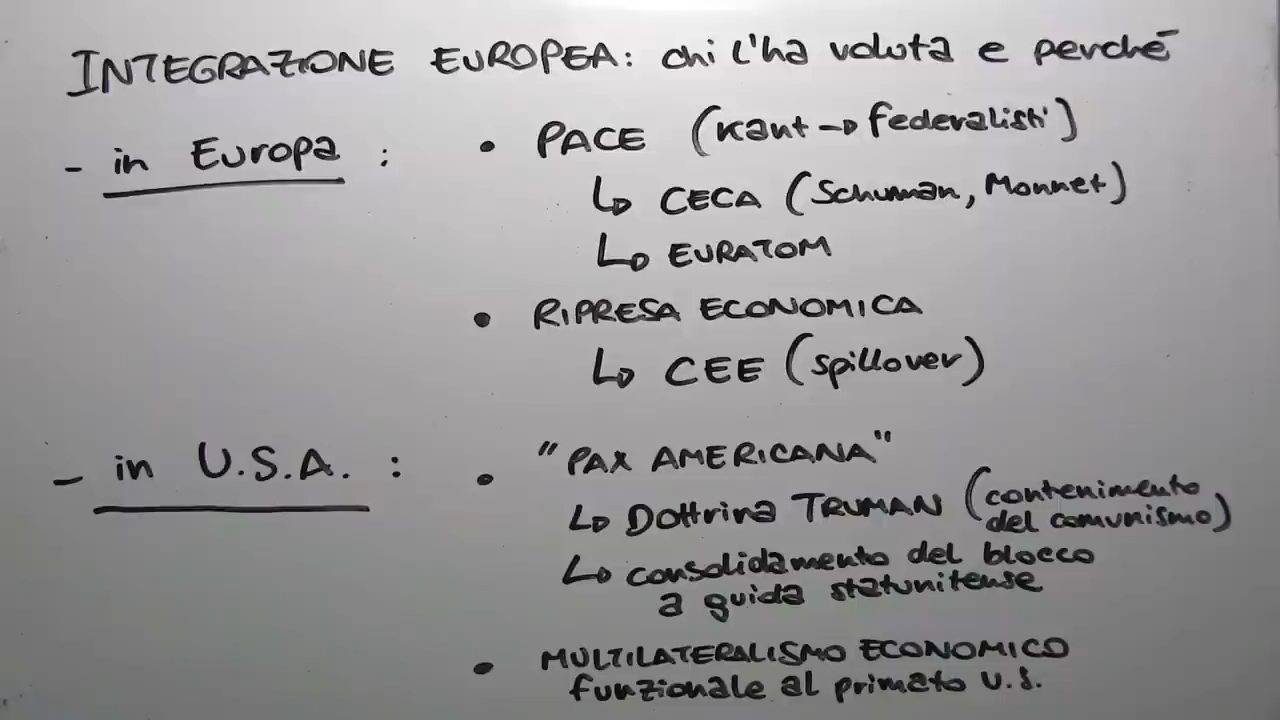 INTEGRAZIONE EUROPEA: chi l'ha voluta e perché
- in Europa :
• PACE (Kant → federalisti)
↳ CECA (Schuman, Monnet)
↳ EURATOM
• RIPRESA ECONOMICA
↳ CEE (spillover)
- in U.S.A. :
• "PAX AMERICANA"
↳ Dottrina TRUMAN (contenimento
del comunismo)
↳ consolidamento del blocco
a guida statunitense
• MULTILATERALISMO ECONOMICO
funzionale al primato U.S.